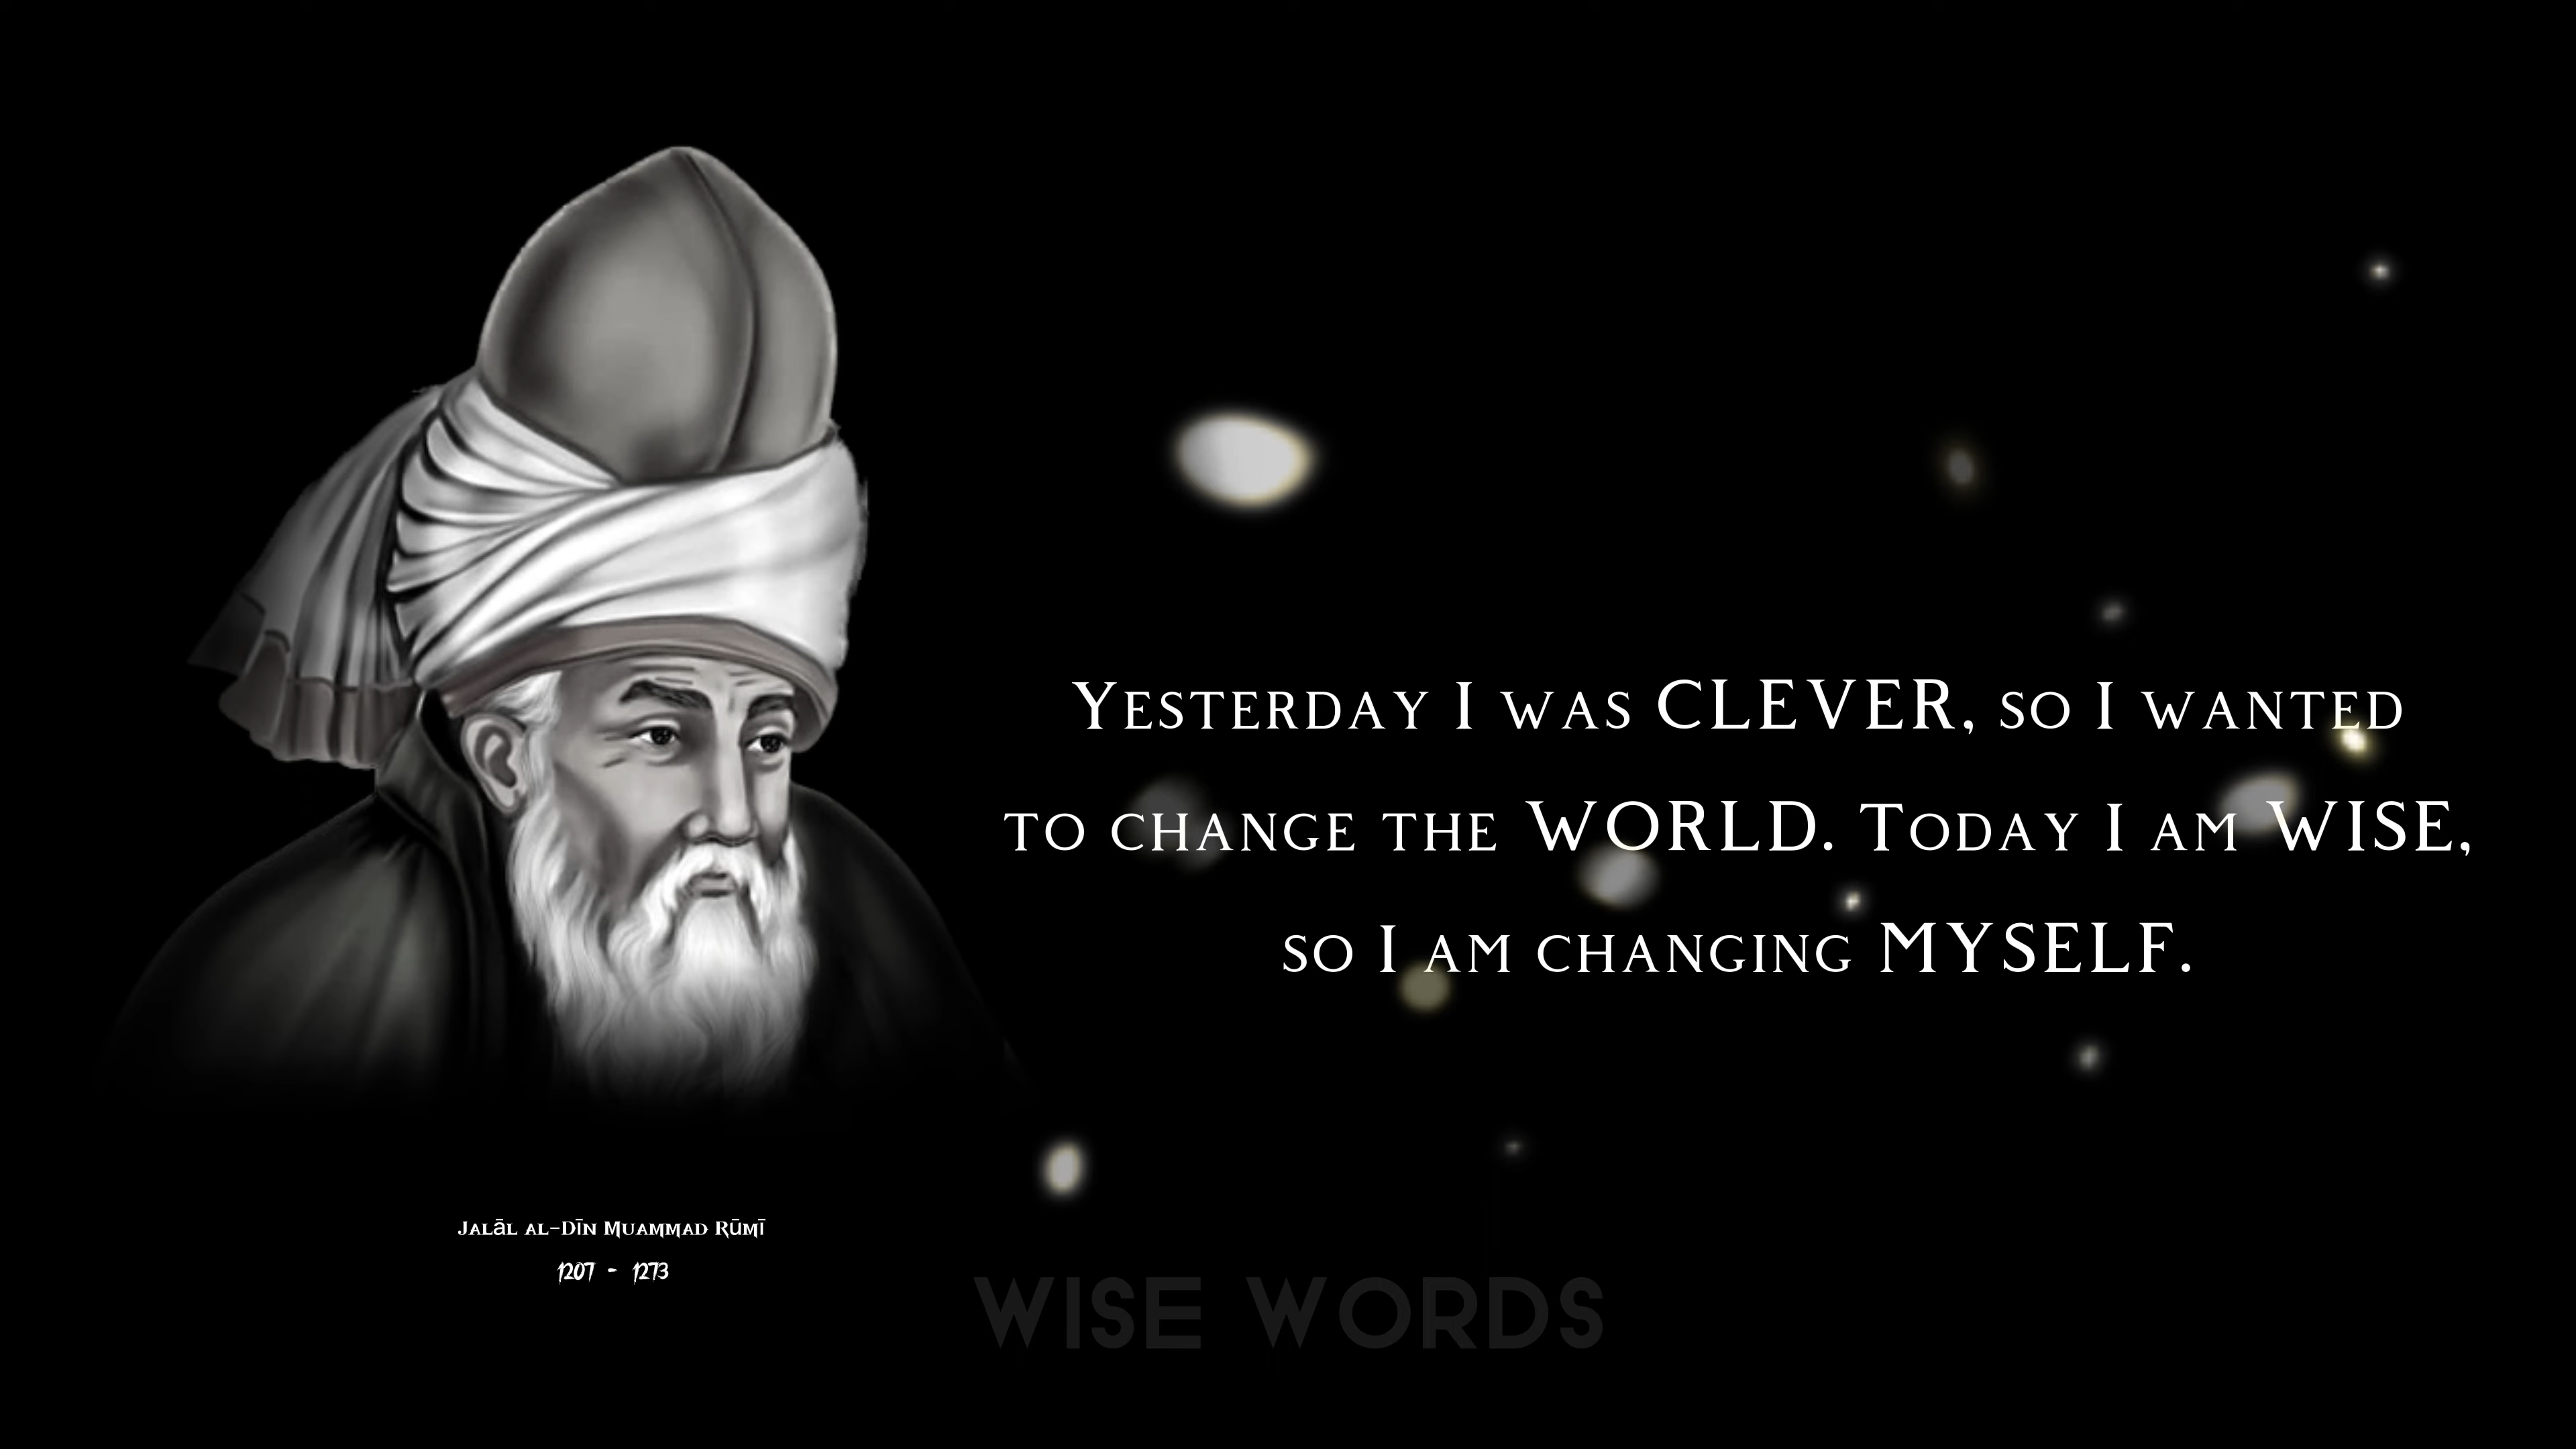 Yesterday I was CLEVER, so I wanted
to change the WORLD. Today I am WISE,
so I am changing MYSELF.
Jalāl al-Dīn Muammad Rūmī
1207 - 1273
WISE WORDS